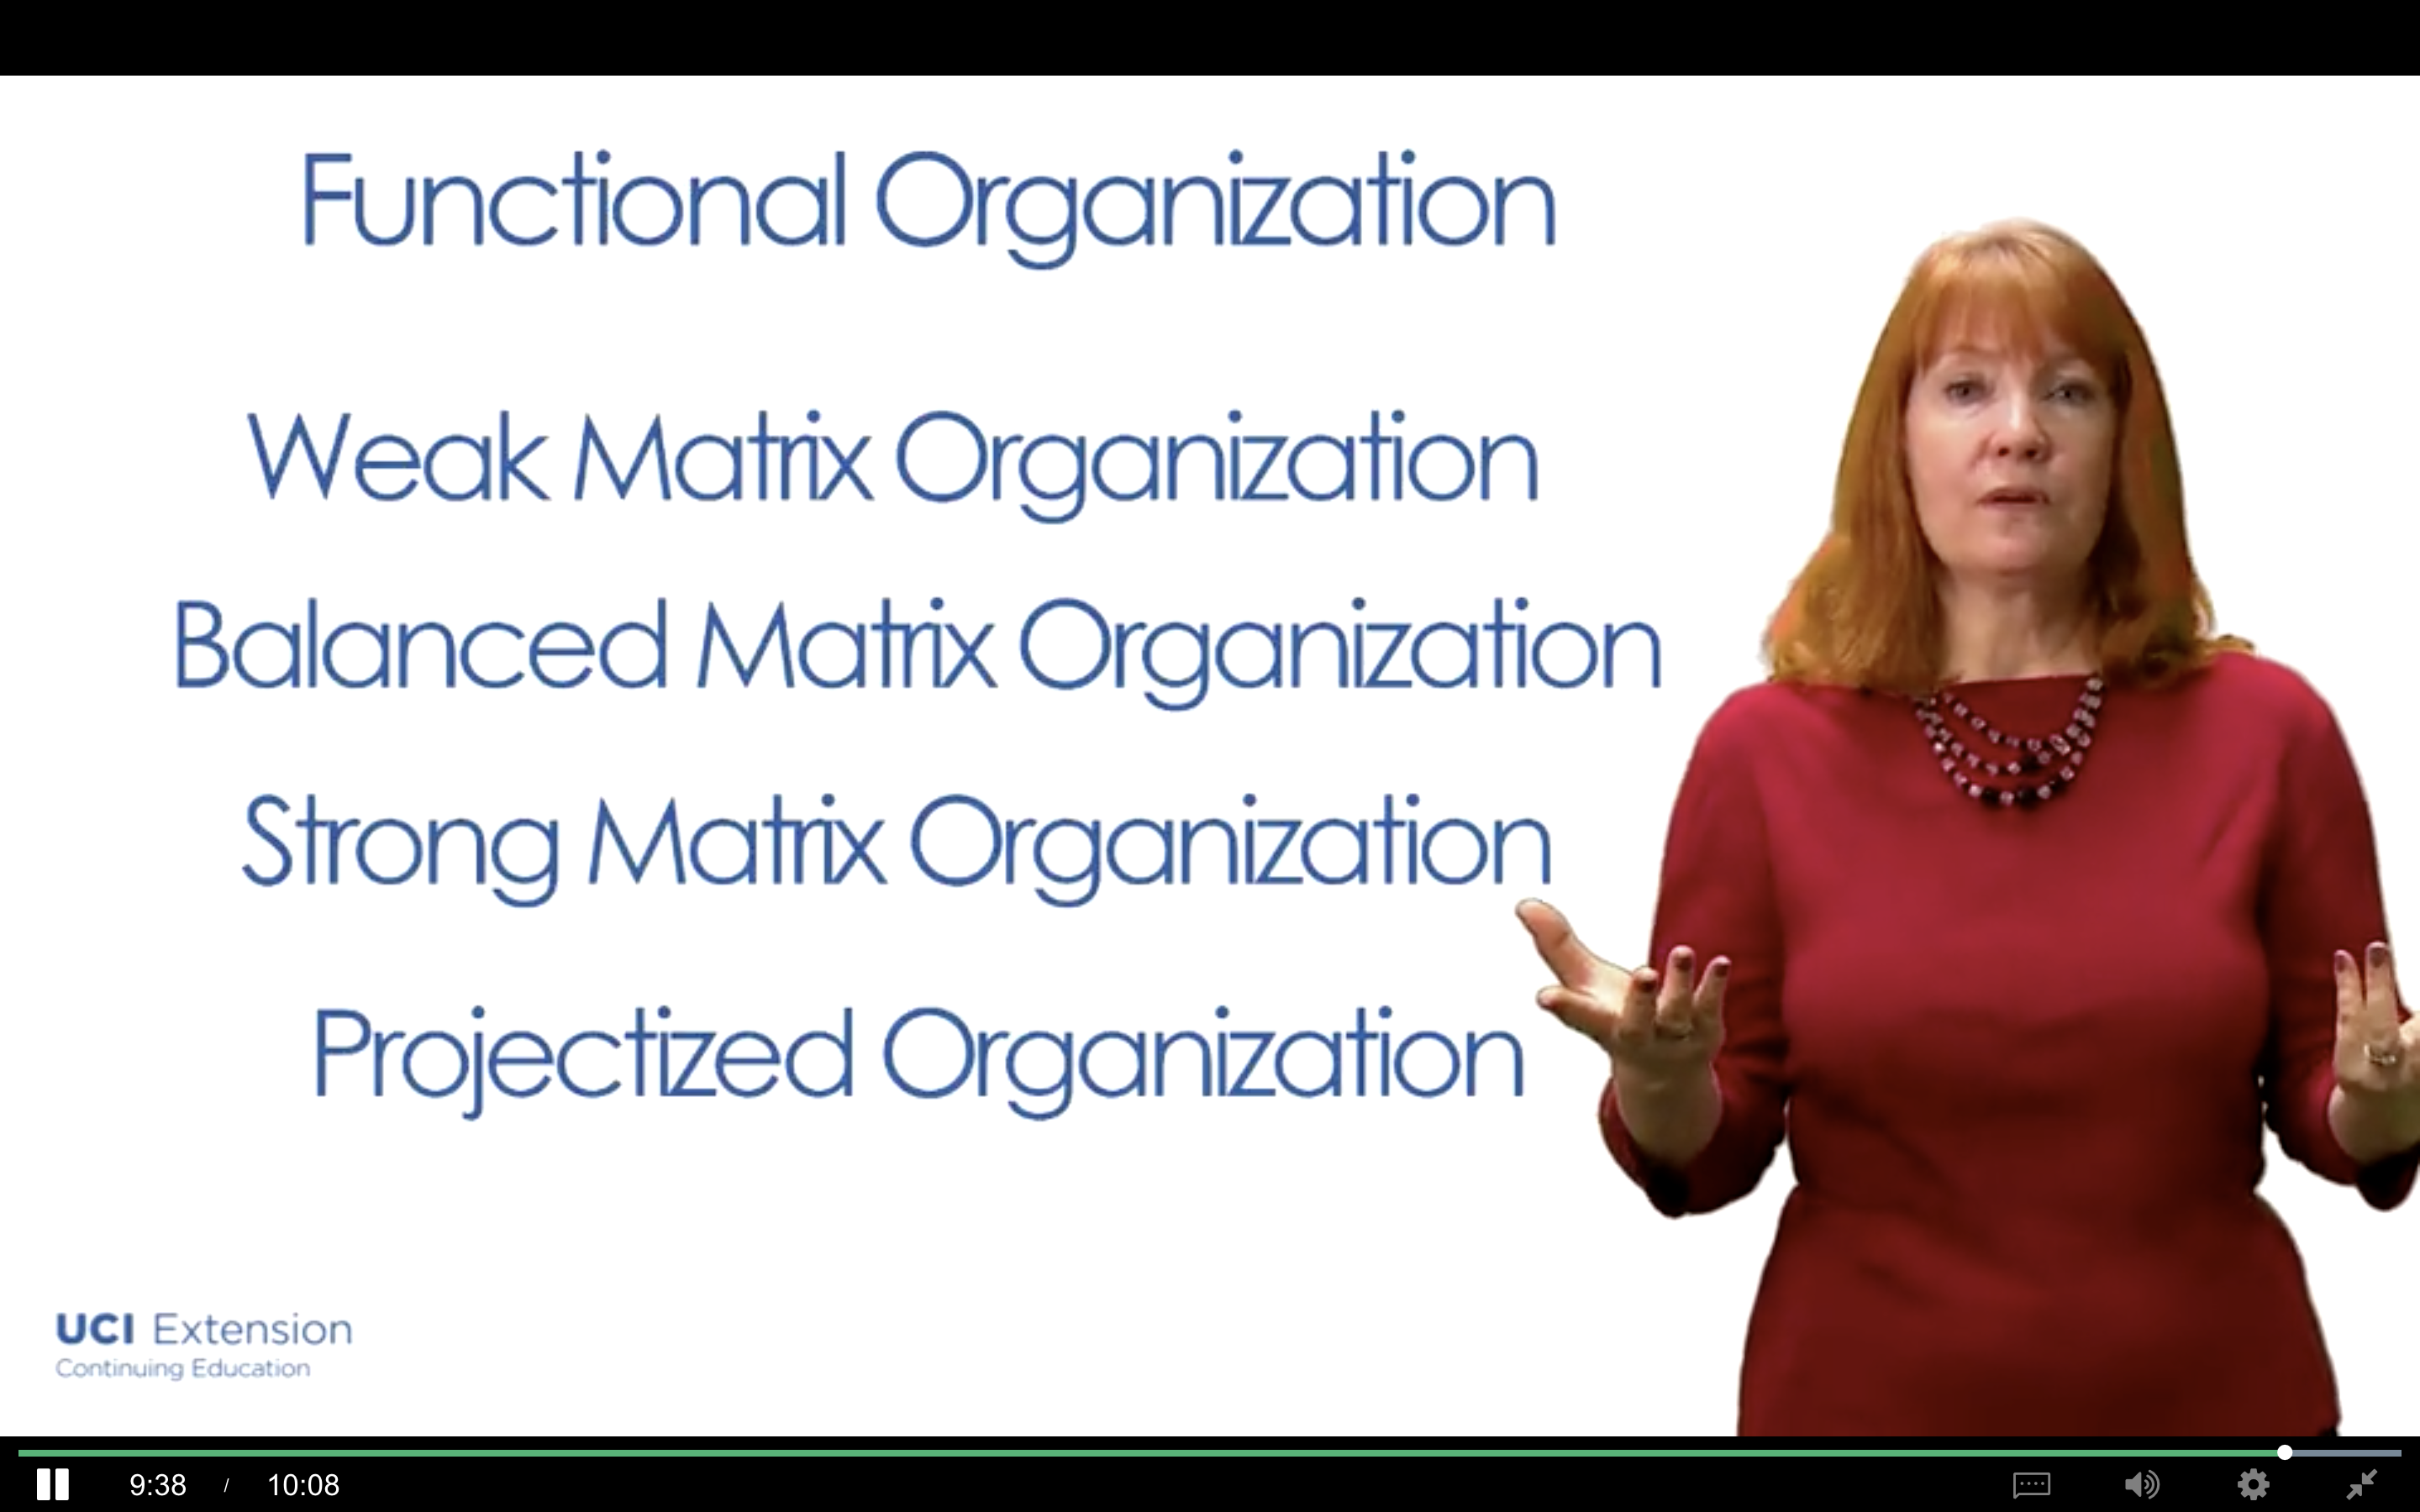 Functional Organization
Weak Matrix Organization
Balanced Matrix Organization
Strong Matrix Organization
Projectized Organization
UCI Extension
Continuing Education
9:38 / 10:08